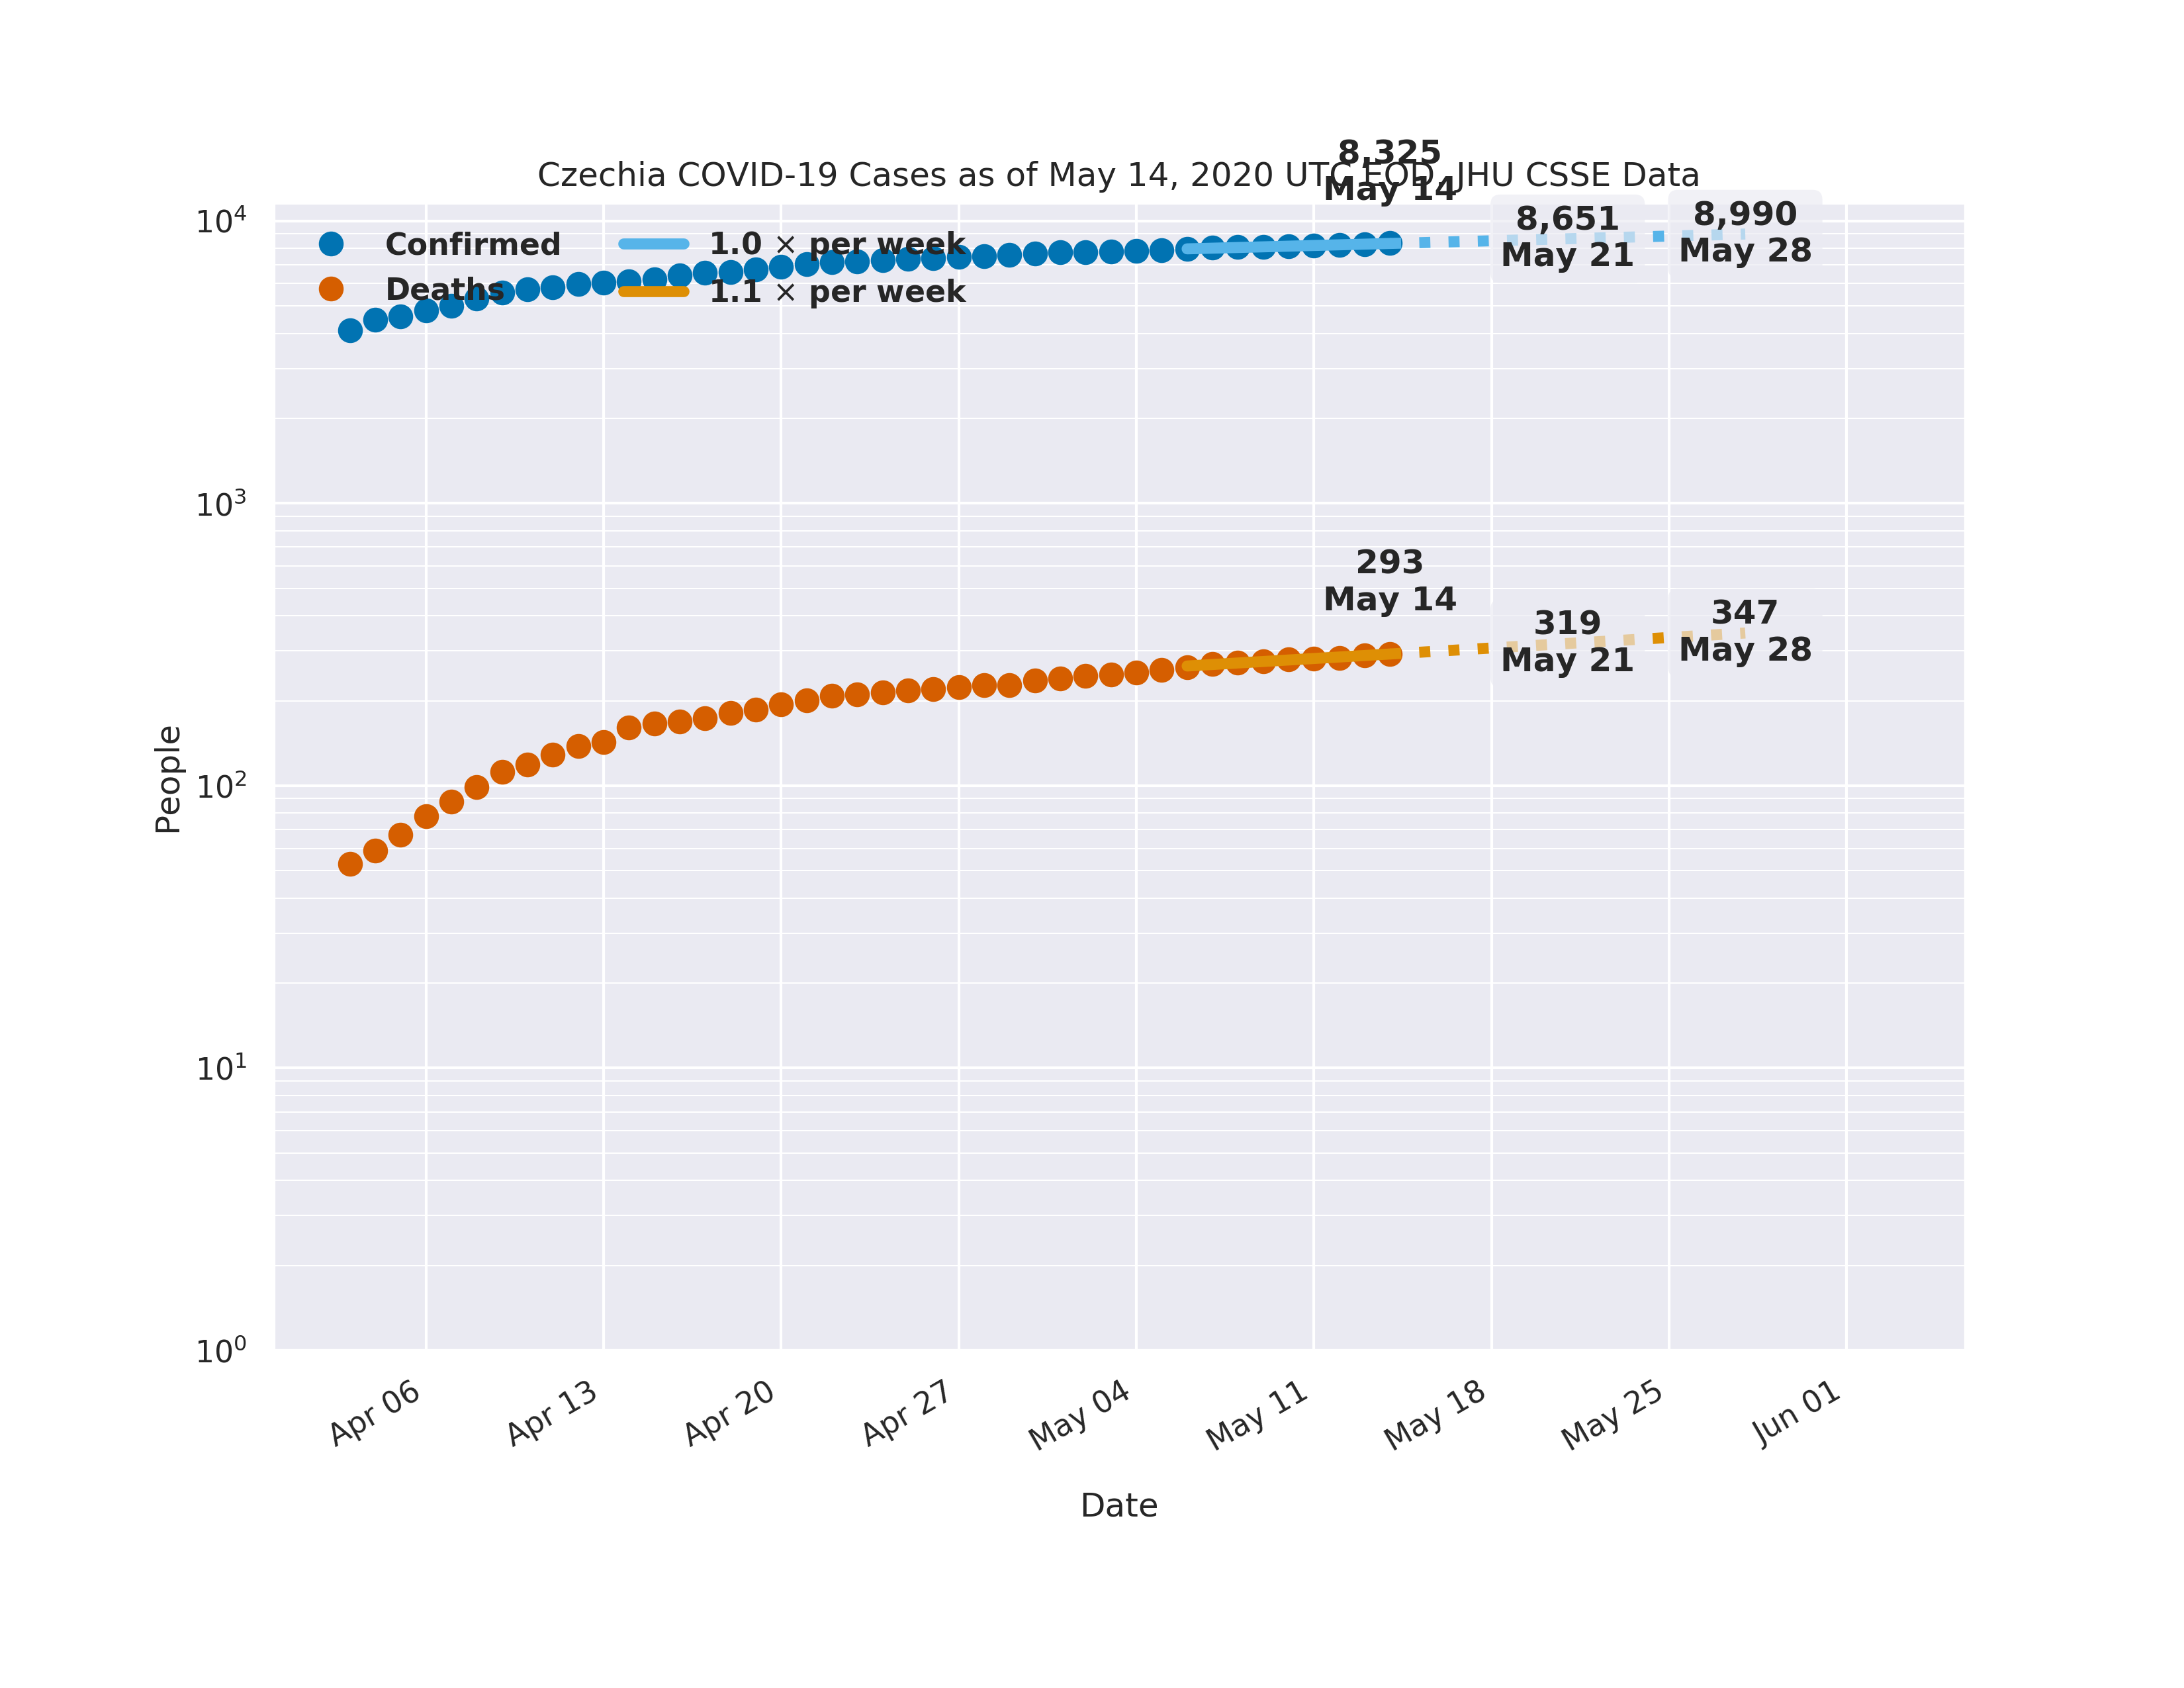 8,325
May 14
Czechia COVID-19 Cases as of May 14, 2020 UTC EOD, JHU CSSE Data
8,651
May 21
8,990
May 28
Confirmed
Deaths
1.0 × per week
1.1 × per week
293
May 14
319
May 21
347
May 28
People
10⁴
10³
10²
10¹
10⁰
Apr 06
Apr 13
Apr 20
Apr 27
May 04
May 11
May 18
May 25
Jun 01
Date